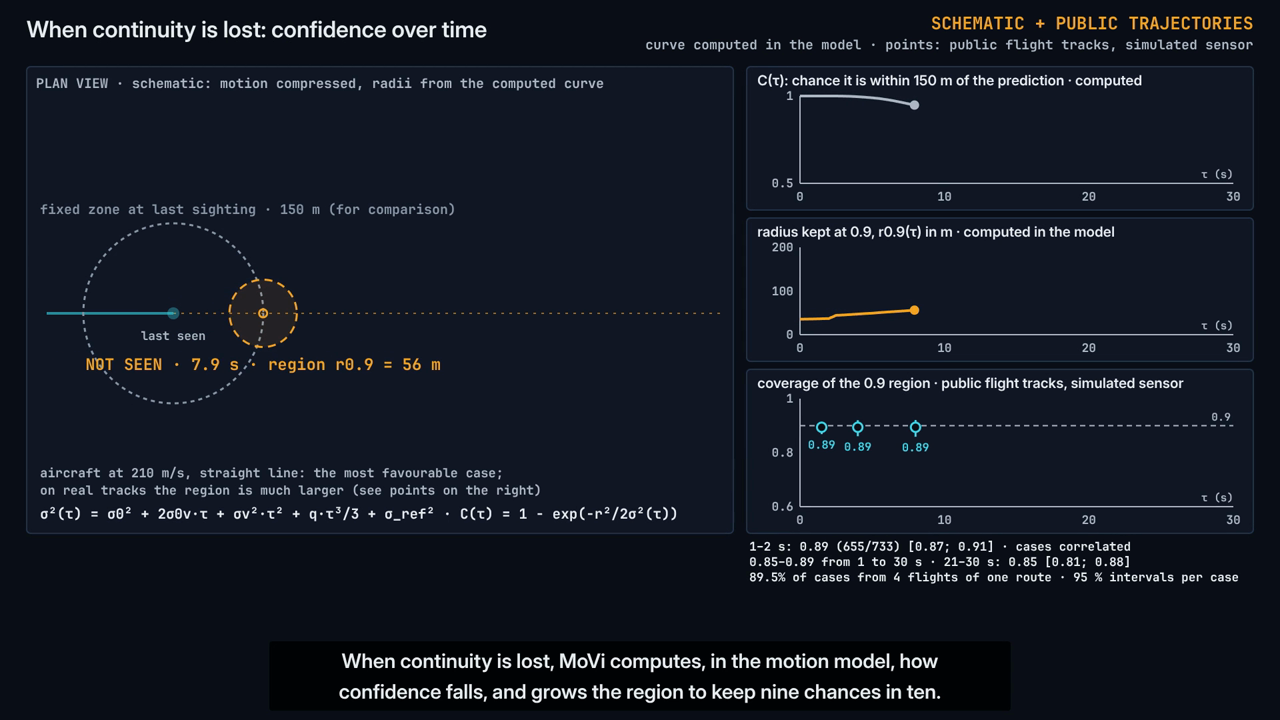 When continuity is lost: confidence over time
SCHEMATIC + PUBLIC TRAJECTORIES
curve computed in the model · points: public flight tracks, simulated sensor
PLAN VIEW · schematic: motion compressed, radii from the computed curve
fixed zone at last sighting · 150 m (for comparison)
last seen
NOT SEEN · 7.9 s · region r0.9 = 56 m
aircraft at 210 m/s, straight line: the most favourable case;
on real tracks the region is much larger (see points on the right)
σ²(τ) = σ0² + 2σ0v·τ + σv²·τ² + q·τ³/3 + σ_ref² · C(τ) = 1 - exp(-r²/2σ²(τ))
C(τ): chance it is within 150 m of the prediction · computed
1
0.5
τ (s)
0 10 20 30
radius kept at 0.9, r0.9(τ) in m · computed in the model
200
100
0
τ (s)
0 10 20 30
coverage of the 0.9 region · public flight tracks, simulated sensor
1
0.9
0.89 0.89 0.89
0.8
0.6
τ (s)
0 10 20 30
1-2 s: 0.89 (655/733) [0.87; 0.91] · cases correlated
0.85-0.89 from 1 to 30 s · 21-30 s: 0.85 [0.81; 0.88]
89.5% of cases from 4 flights of one route · 95 % intervals per case
When continuity is lost, MoVi computes, in the motion model, how
confidence falls, and grows the region to keep nine chances in ten.